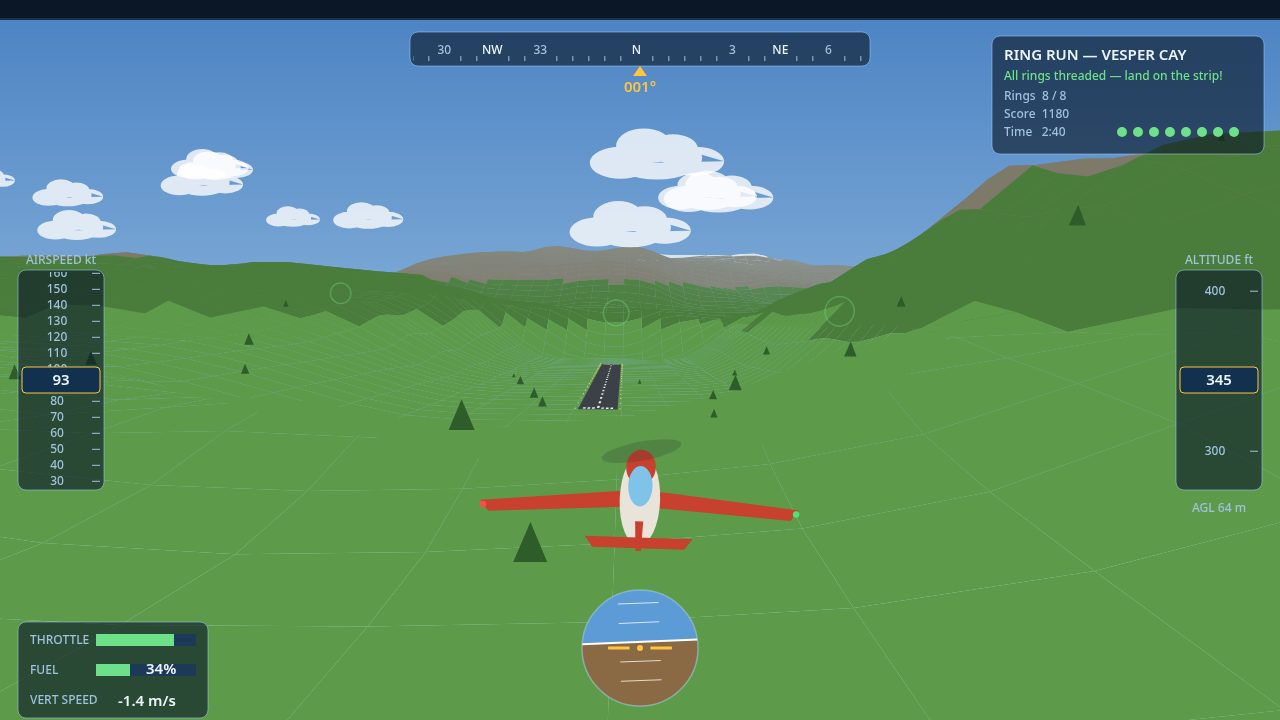 30 NW 33 N 3 NE 6
001°
RING RUN — VESPER CAY
All rings threaded — land on the strip!
Rings 8 / 8
Score 1180
Time 2:40
AIRSPEED kt
160
150
140
130
120
110
100
93
80
70
60
50
40
30
ALTITUDE ft
400
345
300
AGL 64 m
THROTTLE
FUEL 34%
VERT SPEED -1.4 m/s